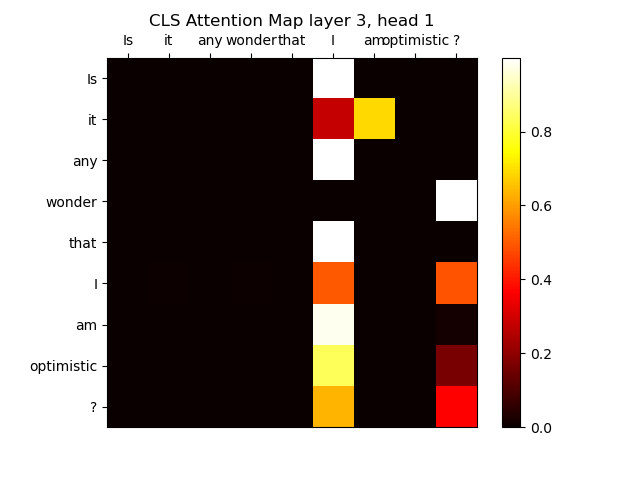 CLS Attention Map layer 3, head 1
Is it any wonder that I am optimistic ?
Is
it
any
wonder
that
I
am
optimistic
?
0.8
0.6
0.4
0.2
0.0